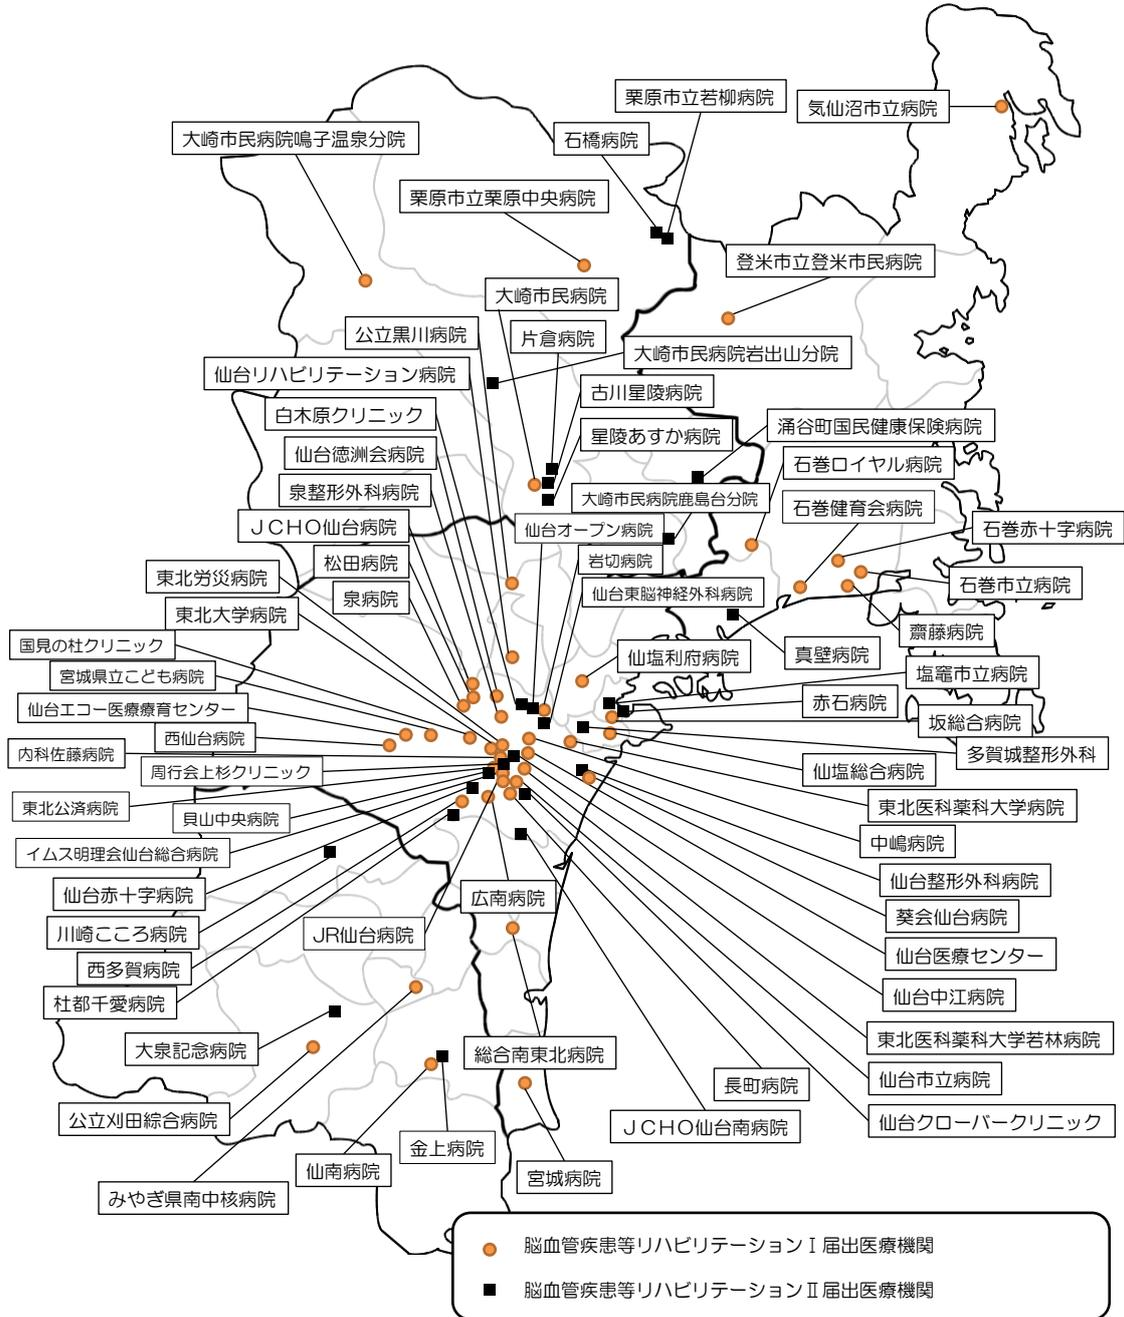 栗原市立若柳病院
気仙沼市立病院
大崎市民病院鳴子温泉分院
石橋病院
栗原市立栗原中央病院
登米市立登米市民病院
大崎市民病院
公立黒川病院
片倉病院
大崎市民病院岩出山分院
仙台リハビリテーション病院
古川星陵病院
白木原クリニック
涌谷町国民健康保険病院
星陵あすか病院
仙台徳洲会病院
石巻ロイヤル病院
泉整形外科病院
大崎市民病院鹿島台分院
石巻健育会病院
JCHO仙台病院
仙台オープン病院
石巻赤十字病院
松田病院
岩切病院
東北労災病院
石巻市立病院
泉病院
仙台東脳神経外科病院
東北大学病院
齋藤病院
国見の杜クリニック
仙塩利府病院
真壁病院
宮城県立こども病院
塩竈市立病院
仙台エコー医療療育センター
赤石病院
坂総合病院
西仙台病院
内科佐藤病院
多賀城整形外科
周行会上杉クリニック
仙塩総合病院
東北公済病院
貝山中央病院
東北医科薬科大学病院
中嶋病院
イムス明理会仙台総合病院
仙台整形外科病院
仙台赤十字病院
広南病院
葵会仙台病院
川崎こころ病院
JR仙台病院
仙台医療センター
西多賀病院
仙台中江病院
杜都千愛病院
東北医科薬科大学若林病院
大泉記念病院
総合南東北病院
仙台市立病院
長町病院
公立刈田綜合病院
仙台クローバークリニック
JCHO仙台南病院
金上病院
仙南病院
宮城病院
みやぎ県南中核病院
脳血管疾患等リハビリテーションⅠ届出医療機関
脳血管疾患等リハビリテーションⅡ届出医療機関